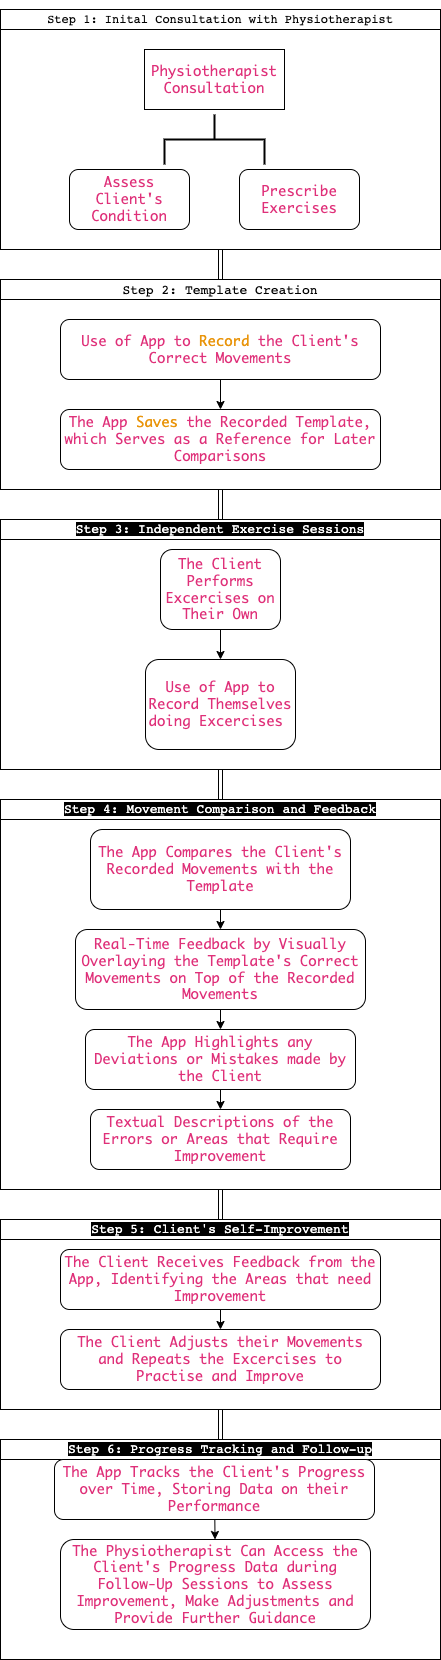 Step 1: Inital Consultation with Physiotherapist
Physiotherapist
Consultation
Assess
Client's
Condition
Prescribe
Exercises
Step 2: Template Creation
Use of App to Record the Client's
Correct Movements
The App Saves the Recorded Template,
which Serves as a Reference for Later
Comparisons
Step 3: Independent Exercise Sessions
The Client
Performs
Excercises on
Their Own
Use of App to
Record Themselves
doing Excercises
Step 4: Movement Comparison and Feedback
The App Compares the Client's
Recorded Movements with the
Template
Real-Time Feedback by Visually
Overlaying the Template's Correct
Movements on Top of the Recorded
Movements
The App Highlights any
Deviations or Mistakes made by
the Client
Textual Descriptions of the
Errors or Areas that Require
Improvement
Step 5: Client's Self-Improvement
The Client Receives Feedback from the
App, Identifying the Areas that need
Improvement
The Client Adjusts their Movements
and Repeats the Excercises to
Practise and Improve
Step 6: Progress Tracking and Follow-up
The App Tracks the Client's Progress
over Time, Storing Data on their
Performance
The Physiotherapist Can Access the
Client's Progress Data during
Follow-Up Sessions to Assess
Improvement, Make Adjustments and
Provide Further Guidance